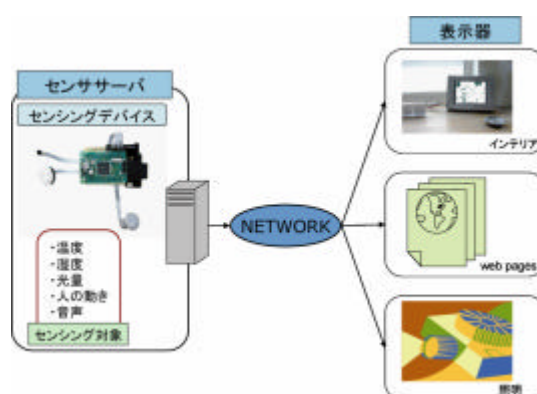 センササーバ
センシングデバイス
・温度
・湿度
・光量
・人の動き
・音声
センシング対象
NETWORK
表示器
インテリア
web pages